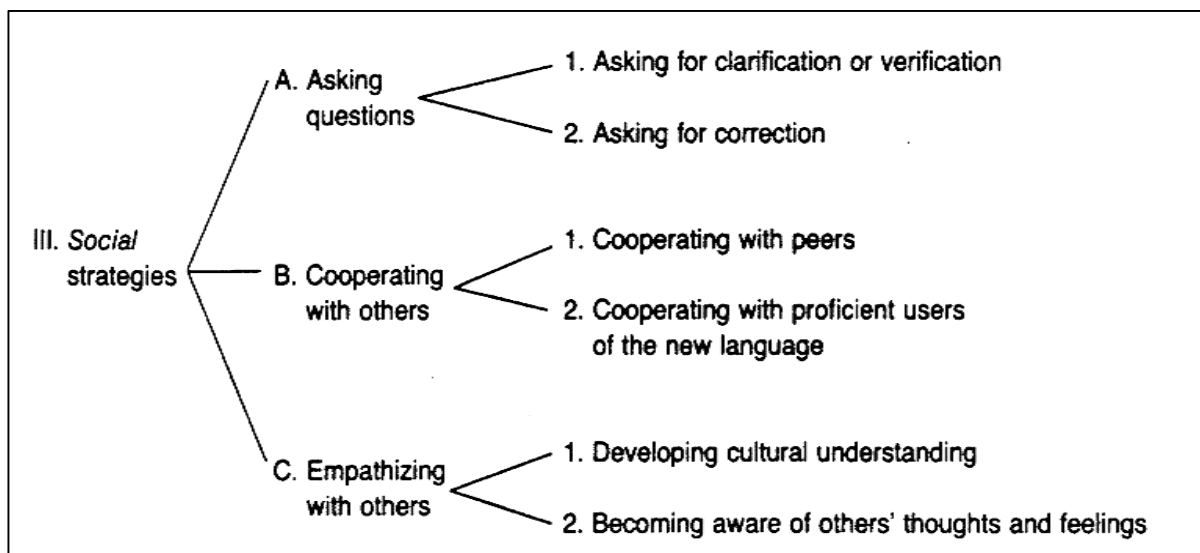 A. Asking
questions
1. Asking for clarification or verification
2. Asking for correction
III. Social
strategies
B. Cooperating
with others
1. Cooperating with peers
2. Cooperating with proficient users
of the new language
C. Empathizing
with others
1. Developing cultural understanding
2. Becoming aware of others' thoughts and feelings